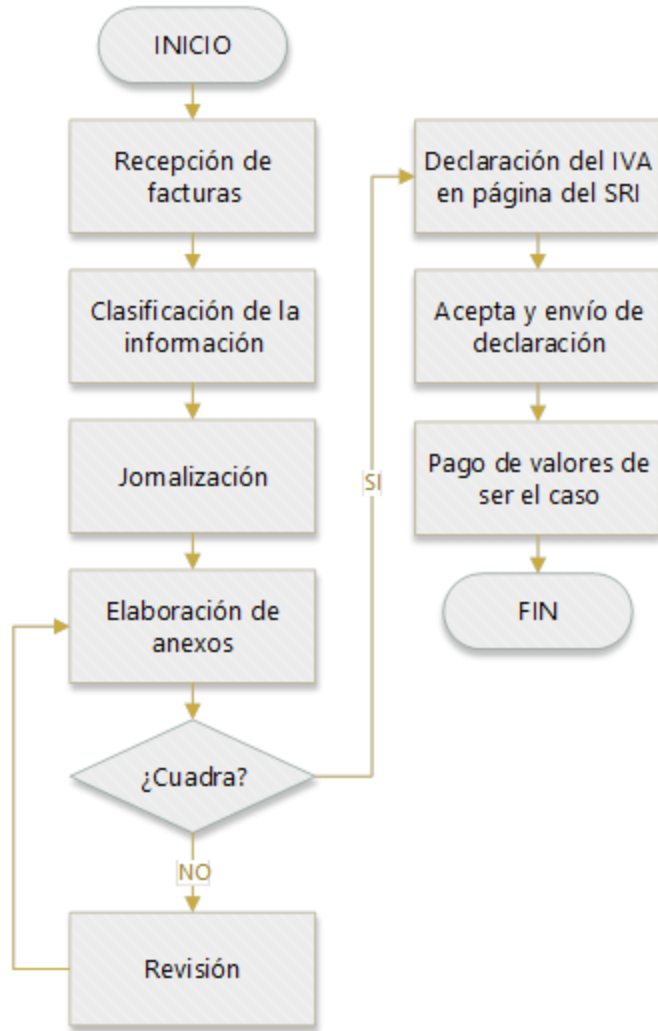 INICIO
Recepción de
facturas
Clasificación de la
información
Jornalización
Elaboración de
anexos
¿Cuadra?
NO
Revisión
SI
Declaración del IVA
en página del SRI
Acepta y envío de
declaración
Pago de valores de
ser el caso
FIN